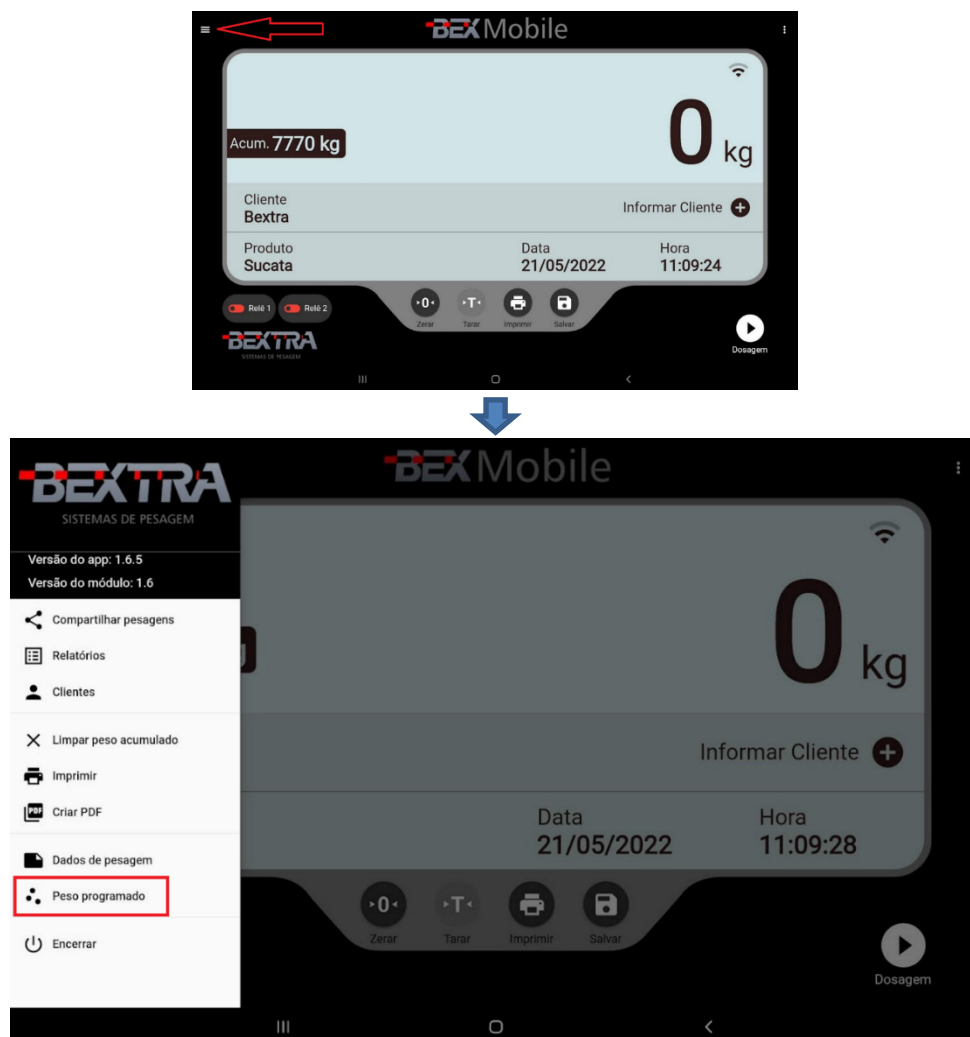 BEX Mobile
Acum. 7770 kg
0 kg
Cliente
Bextra
Informar Cliente
Produto
Sucata
Data
21/05/2022
Hora
11:09:24
Relê 1
Relê 2
0
T
Zerar
Tarar
Imprimir
Salvar
BEXTRA
SISTEMAS DE PESAGEM
Dosagem
BEXTRA
SISTEMAS DE PESAGEM
Versão do app: 1.6.5
Versão do módulo: 1.6
Compartilhar pesagens
Relatórios
Clientes
Limpar peso acumulado
Imprimir
PDF
Criar PDF
Dados de pesagem
Peso programado
Encerrar
BEX Mobile
0 kg
Informar Cliente
Data
21/05/2022
Hora
11:09:28
0
T
Zerar
Tarar
Imprimir
Salvar
Dosagem